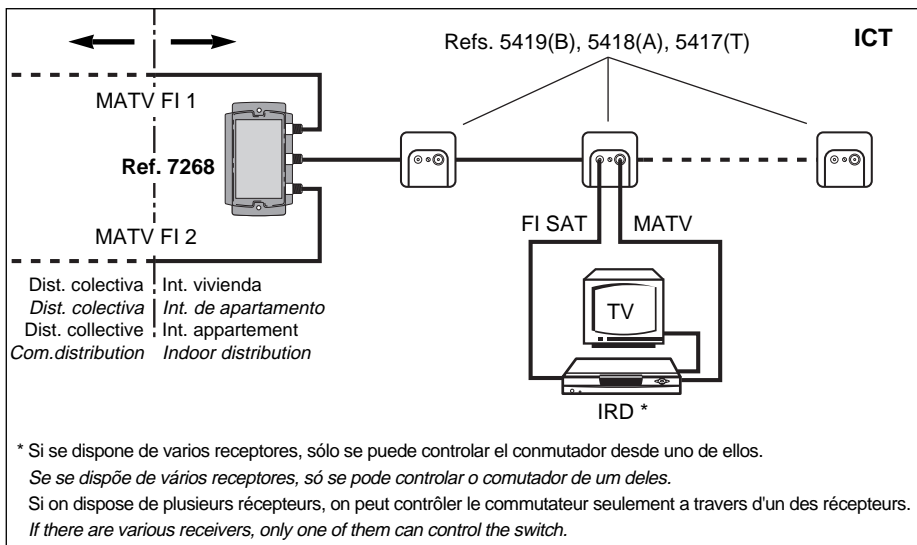 Refs. 5419(B), 5418(A), 5417(T)
ICT
MATV FI 1
Ref. 7268
MATV FI 2
FI SAT
MATV
Dist. colectiva
Int. vivienda
Dist. colectiva
Int. de apartamento
Dist. collective
Int. appartement
Com.distribution
Indoor distribution
TV
IRD *
* Si se dispone de varios receptores, sólo se puede controlar el conmutador desde uno de ellos.
Se se dispõe de vários receptores, só se pode controlar o comutador de um deles.
Si on dispose de plusieurs récepteurs, on peut contrôler le commutateur seulement a travers d'un des récepteurs.
If there are various receivers, only one of them can control the switch.